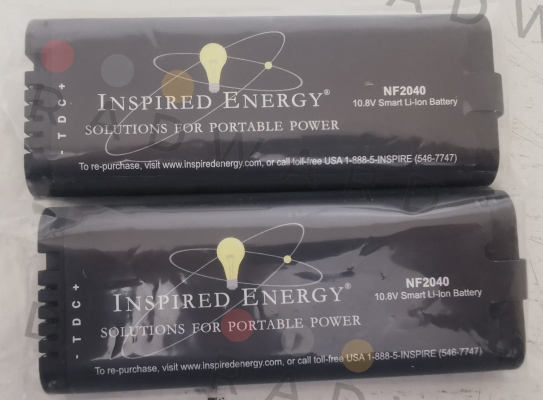 INSPIRED ENERGY®
SOLUTIONS FOR PORTABLE POWER
NF2040
10.8V Smart Li-Ion Battery
- T D C +
To re-purchase, visit www.inspiredenergy.com, or call toll-free USA 1-888-5-INSPIRE (546-7747)
INSPIRED ENERGY®
SOLUTIONS FOR PORTABLE POWER
NF2040
10.8V Smart Li-Ion Battery
- T D C +
To re-purchase, visit www.inspiredenergy.com, or call toll-free USA 1-888-5-INSPIRE (546-7747)